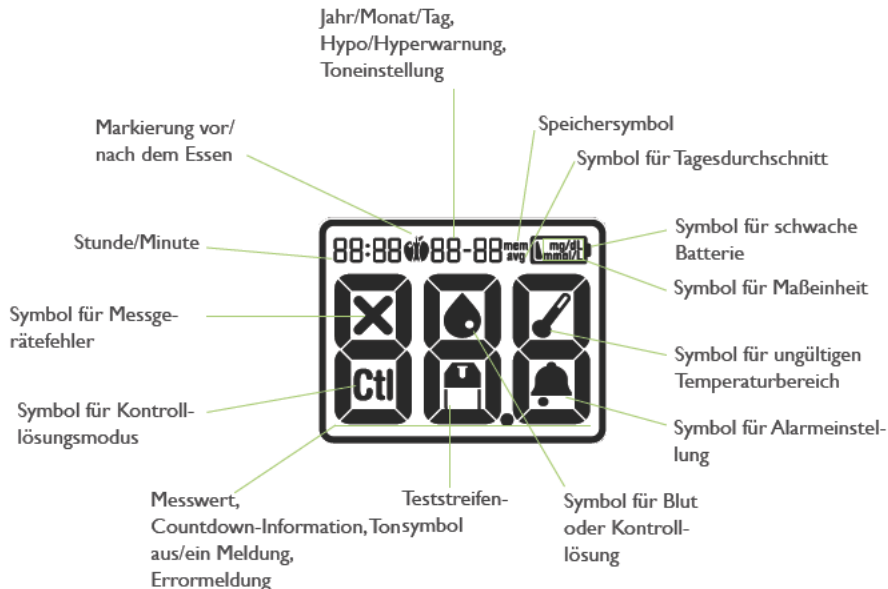 Jahr/Monat/Tag,
Hypo/Hyperwarnung,
Toneinstellung
Markierung vor/
nach dem Essen
Speichersymbol
Symbol für Tagesdurchschnitt
Stunde/Minute
88:88 88-88 mem avg mg/dL mmol/L
Symbol für schwache
Batterie
Symbol für Maßeinheit
Symbol für Messge-
rätefehler
Symbol für ungültigen
Temperaturbereich
T
Ctl
Symbol für Kontroll-
lösungsmodus
Symbol für Alarmeinstel-
lung
Messwert,
Countdown-Information, Ton
aus/ein Meldung,
Errormeldung
Teststreifen-
symbol
Symbol für Blut
oder Kontroll-
lösung